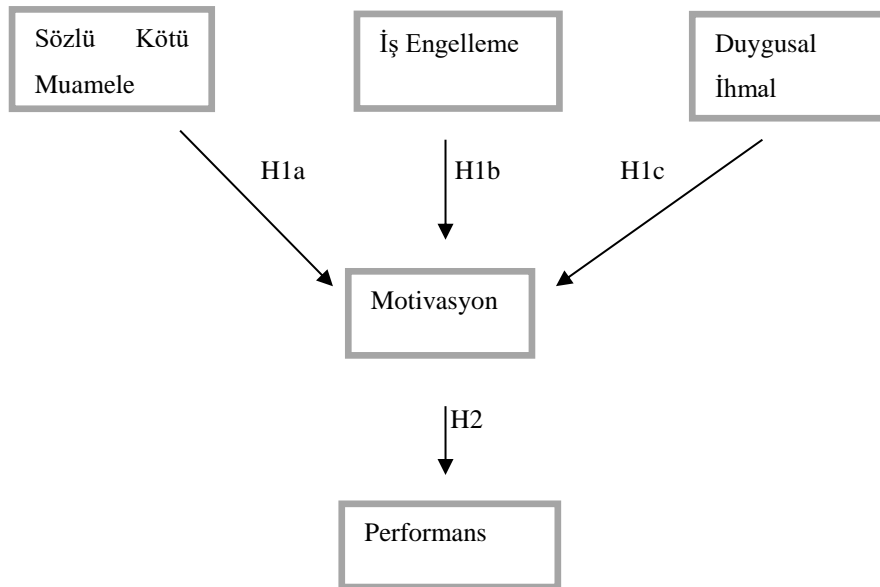 Sözlü Kötü
Muamele
İş Engelleme
Duygusal
İhmal
H1a
H1b
H1c
Motivasyon
H2
Performans